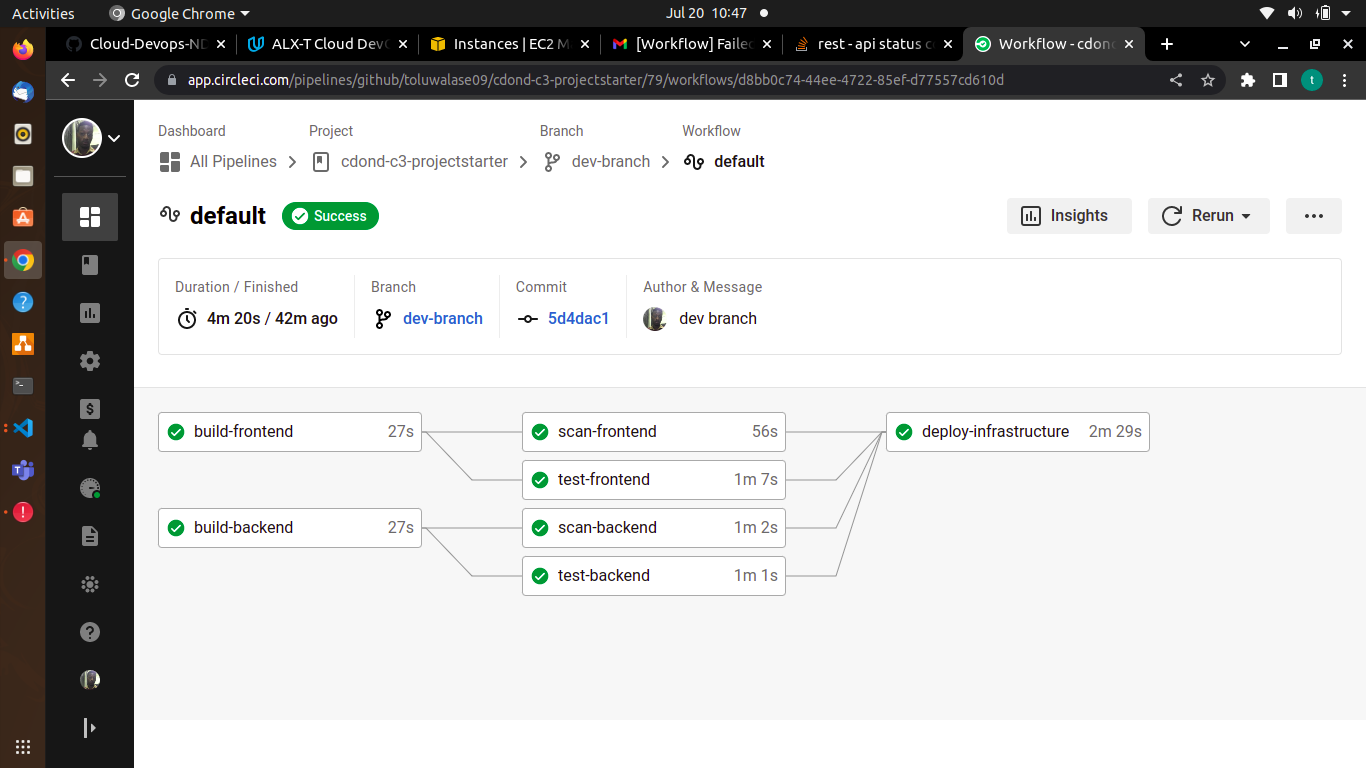 Activities
Google Chrome
Jul 20 10:47
Cloud-Devops-ND
ALX-T Cloud Dev
Instances | EC2 M
[Workflow] Failed
rest - api status c
Workflow - cdond
app.circleci.com/pipelines/github/toluwalase09/cdond-c3-projectstarter/79/workflows/d8bb0c74-44ee-4722-85ef-d77557cd610d
t
Dashboard
Project
Branch
Workflow
All Pipelines
cdond-c3-projectstarter
dev-branch
default
default
Success
Insights
Rerun
Duration / Finished
Branch
Commit
Author & Message
4m 20s / 42m ago
dev-branch
5d4dac1
dev branch
build-frontend 27s
scan-frontend 56s
deploy-infrastructure 2m 29s
test-frontend 1m 7s
build-backend 27s
scan-backend 1m 2s
test-backend 1m 1s